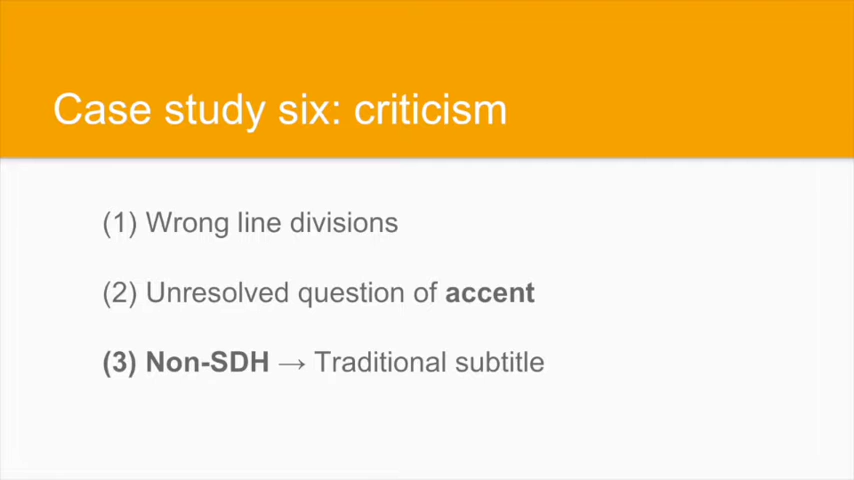 Case study six: criticism
(1) Wrong line divisions
(2) Unresolved question of accent
(3) Non-SDH → Traditional subtitle